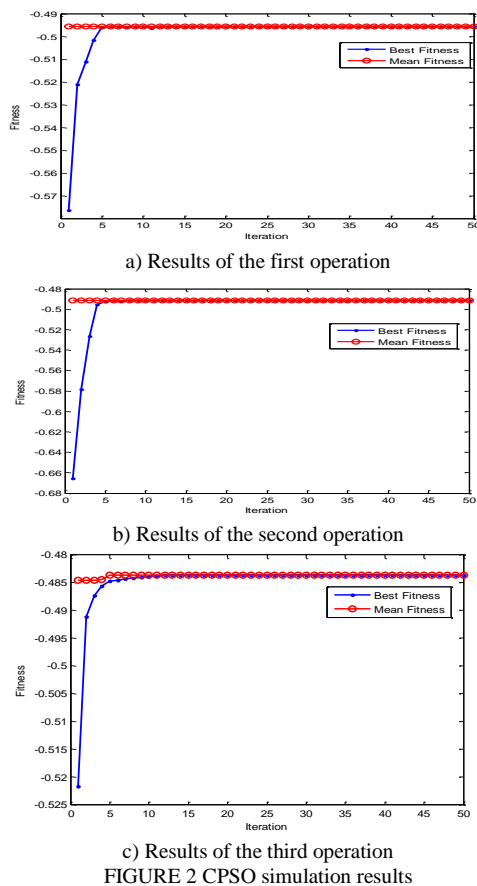 -0.49
-0.5
-0.51
-0.52
-0.53
-0.54
-0.55
-0.56
-0.57
Fitness
Best Fitness
Mean Fitness
0 5 10 15 20 25 30 35 40 45 50
Iteration
a) Results of the first operation
-0.48
-0.5
-0.52
-0.54
-0.56
-0.58
-0.6
-0.62
-0.64
-0.66
-0.68
Fitness
Best Fitness
Mean Fitness
0 5 10 15 20 25 30 35 40 45 50
Iteration
b) Results of the second operation
-0.48
-0.485
-0.49
-0.495
-0.5
-0.505
-0.51
-0.515
-0.52
-0.525
Fitness
Best Fitness
Mean Fitness
0 5 10 15 20 25 30 35 40 45 50
Iteration
c) Results of the third operation
FIGURE 2 CPSO simulation results